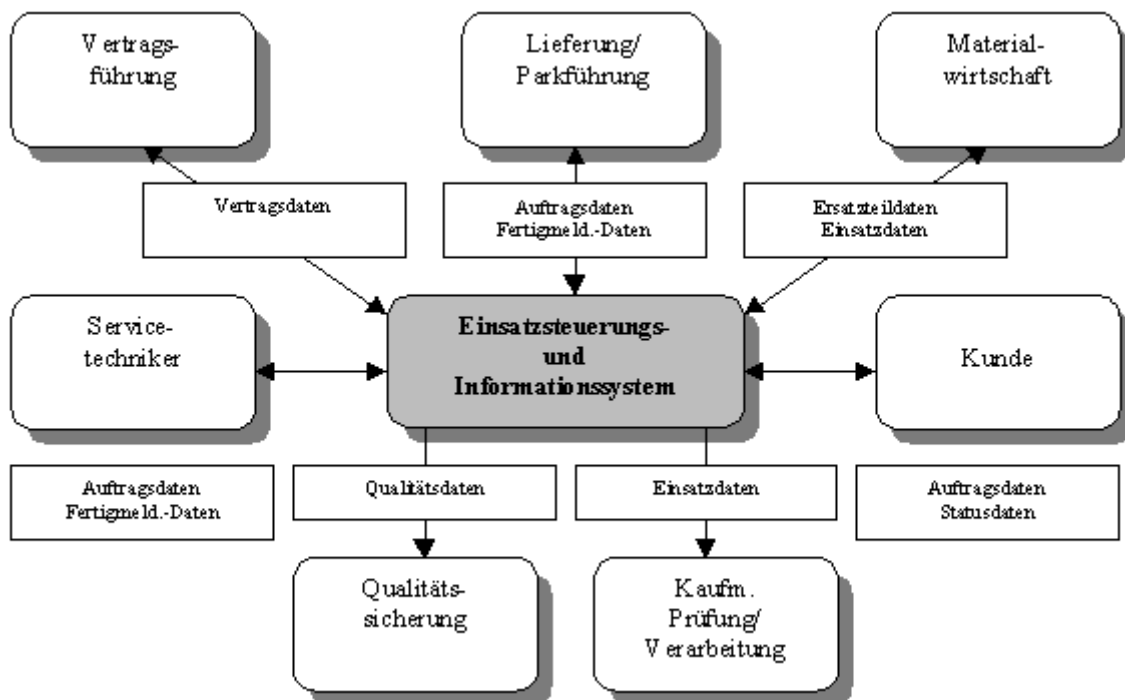 Vertrags-
führung
Lieferung/
Parkführung
Material-
wirtschaft
Vertragsdaten
Auftragsdaten
Fertigmeld.-Daten
Ersatzteildaten
Einsatzdaten
Service-
techniker
Einsatzsteuerungs-
und
Informationssystem
Kunde
Auftragsdaten
Fertigmeld.-Daten
Qualitätsdaten
Einsatzdaten
Auftragsdaten
Statusdaten
Qualitäts-
sicherung
Kaufm.
Prüfung/
Verarbeitung